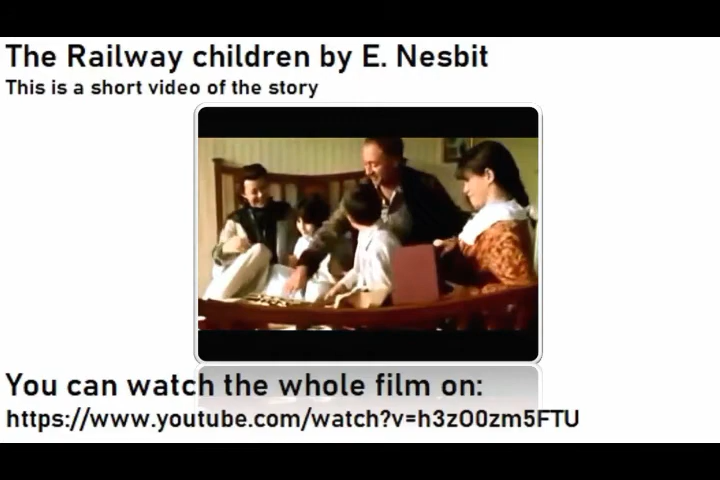 The Railway children by E. Nesbit
This is a short video of the story
You can watch the whole film on:
https://www.youtube.com/watch?v=h3zO0zm5FTU